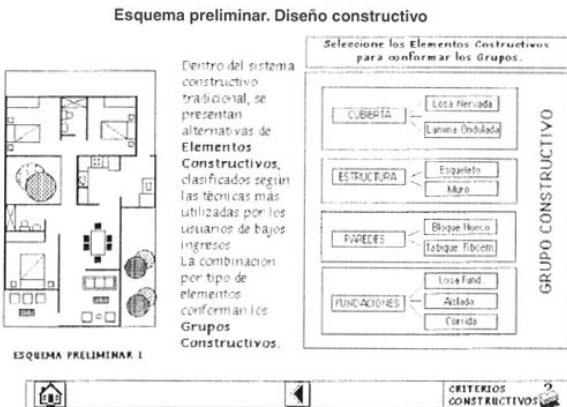 Esquema preliminar. Diseño constructivo
Dentro del sistema
constructivo
tradicional, se
presentan
alternativas de
Elementos
Constructivos,
clasificados según
las técnicas más
utilizadas por los
usuarios de bajos
ingresos
La combinación
por tipo de
elementos
conforman los
Grupos
Constructivos.
ESQUEMA PRELIMINAR 1
Seleccione los Elementos Costructivos
para conformar los Grupos.
CUBIERTA
Losa Nervada
Lamina Ondulada
ESTRUCTURA
Esqueleto
Muro
PAREDES
Bloque Hueco
Tabique Fibcem
FUNDACIONES
Losa Fund.
Aislada
Corrida
GRUPO CONSTRUCTIVO
CRITERIOS
CONSTRUCTIVOS
?